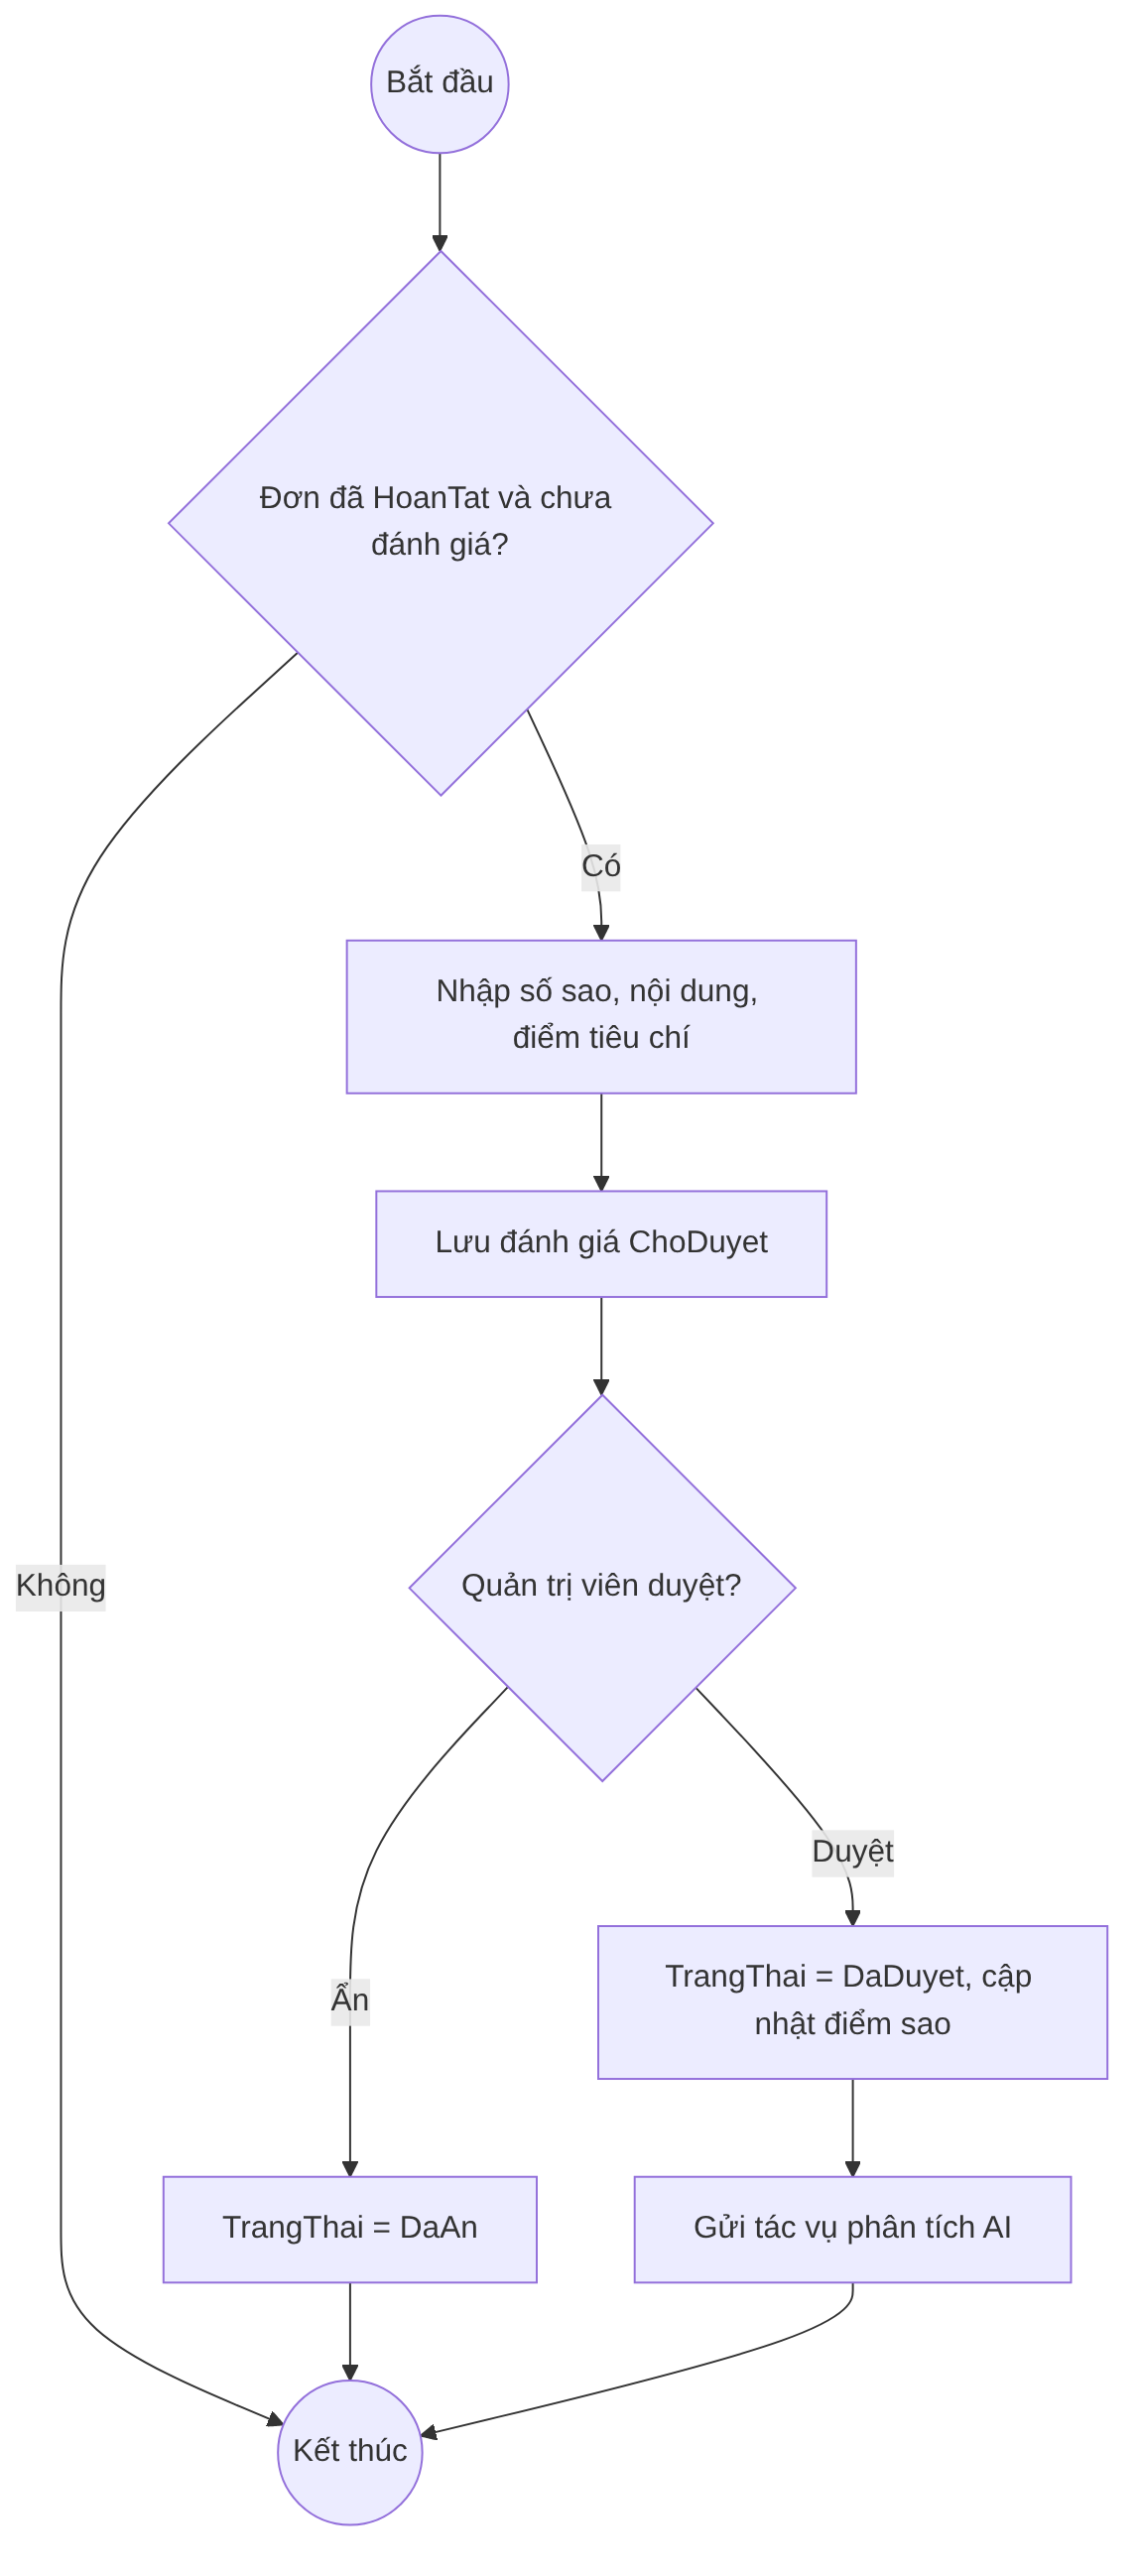 Bắt đầu
Đơn đã HoanTat và chưa
đánh giá?
Có
Nhập số sao, nội dung,
điểm tiêu chí
Lưu đánh giá ChoDuyet
Không
Quản trị viên duyệt?
Duyệt
Ẩn
TrangThai = DaDuyet, cập
nhật điểm sao
TrangThai = DaAn
Gửi tác vụ phân tích AI
Kết thúc